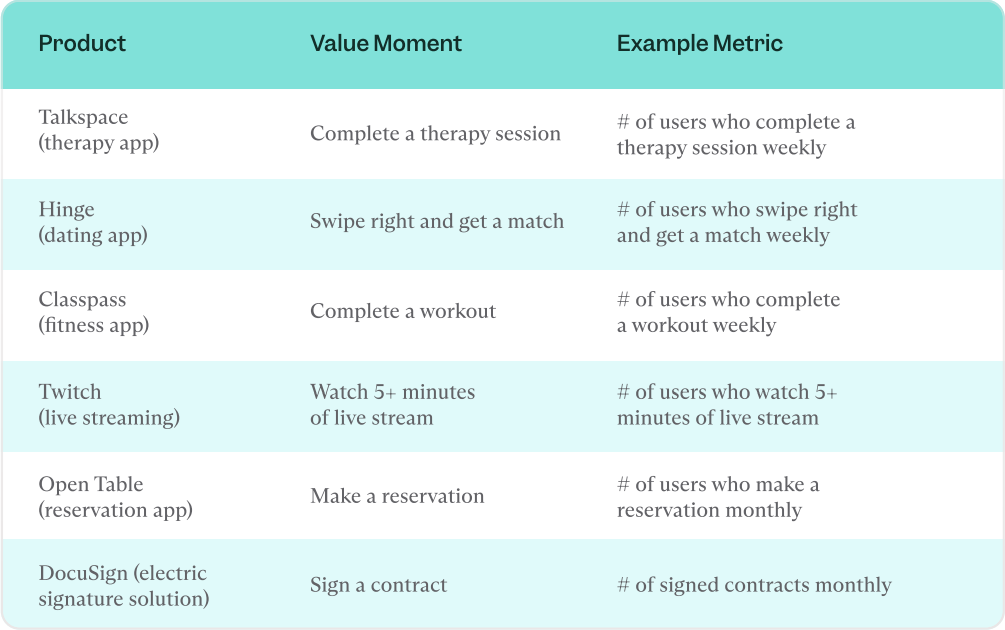 Product
Value Moment
Example Metric
Talkspace
(therapy app)
Complete a therapy session
# of users who complete a
therapy session weekly
Hinge
(dating app)
Swipe right and get a match
# of users who swipe right
and get a match weekly
Classpass
(fitness app)
Complete a workout
# of users who complete
a workout weekly
Twitch
(live streaming)
Watch 5+ minutes
of live stream
# of users who watch 5+
minutes of live stream
Open Table
(reservation app)
Make a reservation
# of users who make a
reservation monthly
DocuSign (electric
signature solution)
Sign a contract
# of signed contracts monthly